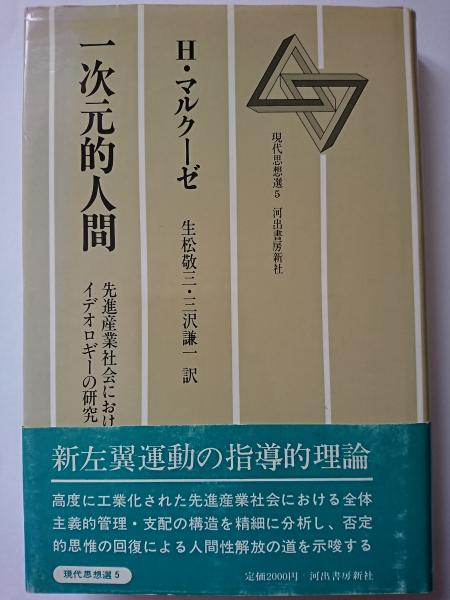 現代思想選5 河出書房新社
H・マルクーゼ
生松敬三・三沢謙一 訳
一次元的人間
先進産業社会におけ
イデオロギーの研究
新左翼運動の指導的理論
高度に工業化された先進産業社会における全体
主義的管理・支配の構造を精細に分析し、否定
的思惟の回復による人間性解放の道を示唆する
現代思想選5
定価2000円 河出書房新社